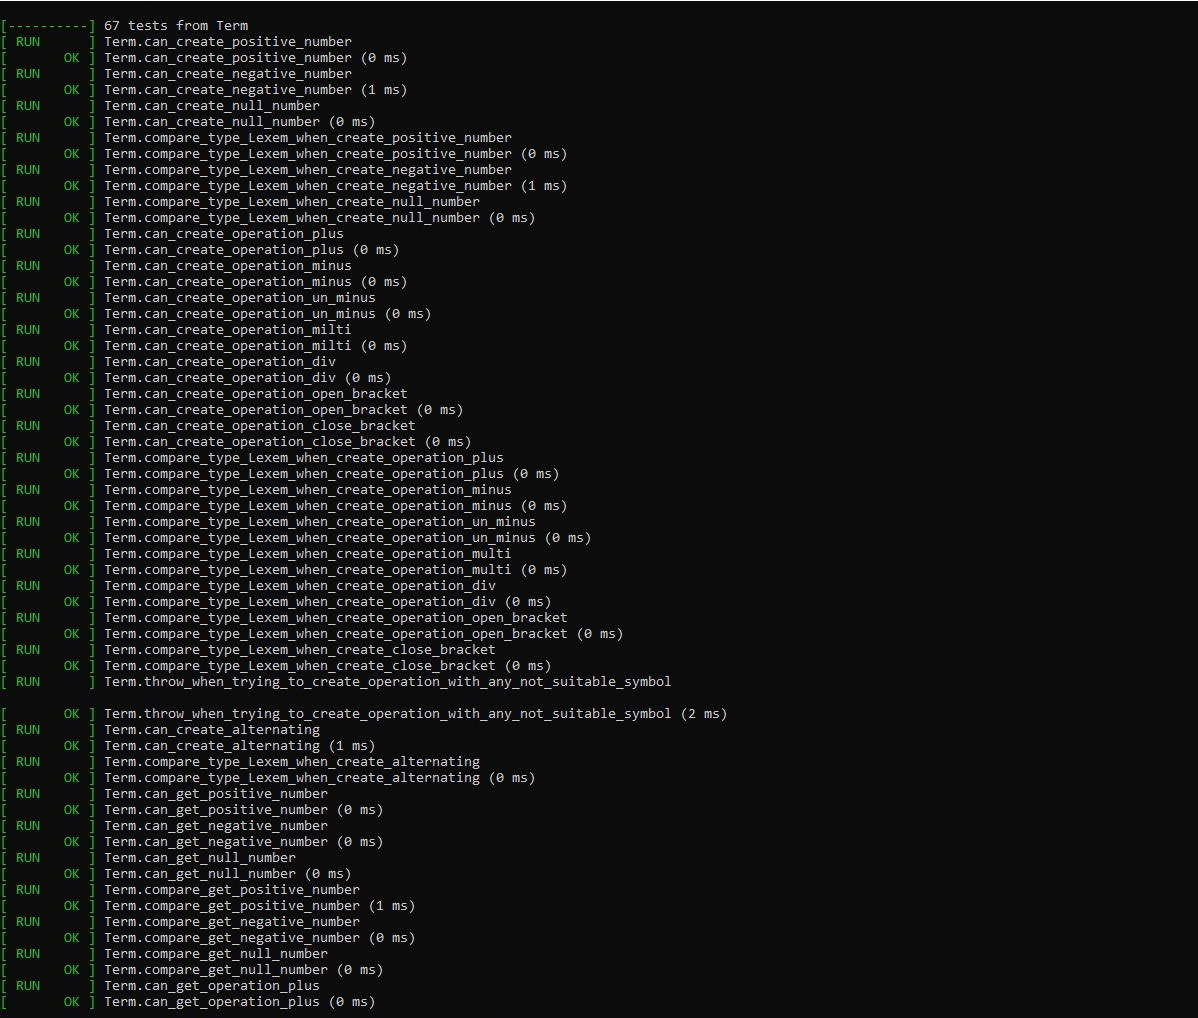 [----------] 67 tests from Term
[ RUN      ] Term.can_create_positive_number
[       OK ] Term.can_create_positive_number (0 ms)
[ RUN      ] Term.can_create_negative_number
[       OK ] Term.can_create_negative_number (1 ms)
[ RUN      ] Term.can_create_null_number
[       OK ] Term.can_create_null_number (0 ms)
[ RUN      ] Term.compare_type_Lexem_when_create_positive_number
[       OK ] Term.compare_type_Lexem_when_create_positive_number (0 ms)
[ RUN      ] Term.compare_type_Lexem_when_create_negative_number
[       OK ] Term.compare_type_Lexem_when_create_negative_number (1 ms)
[ RUN      ] Term.compare_type_Lexem_when_create_null_number
[       OK ] Term.compare_type_Lexem_when_create_null_number (0 ms)
[ RUN      ] Term.can_create_operation_plus
[       OK ] Term.can_create_operation_plus (0 ms)
[ RUN      ] Term.can_create_operation_minus
[       OK ] Term.can_create_operation_minus (0 ms)
[ RUN      ] Term.can_create_operation_un_minus
[       OK ] Term.can_create_operation_un_minus (0 ms)
[ RUN      ] Term.can_create_operation_milti
[       OK ] Term.can_create_operation_milti (0 ms)
[ RUN      ] Term.can_create_operation_div
[       OK ] Term.can_create_operation_div (0 ms)
[ RUN      ] Term.can_create_operation_open_bracket
[       OK ] Term.can_create_operation_open_bracket (0 ms)
[ RUN      ] Term.can_create_operation_close_bracket
[       OK ] Term.can_create_operation_close_bracket (0 ms)
[ RUN      ] Term.compare_type_Lexem_when_create_operation_plus
[       OK ] Term.compare_type_Lexem_when_create_operation_plus (0 ms)
[ RUN      ] Term.compare_type_Lexem_when_create_operation_minus
[       OK ] Term.compare_type_Lexem_when_create_operation_minus (0 ms)
[ RUN      ] Term.compare_type_Lexem_when_create_operation_un_minus
[       OK ] Term.compare_type_Lexem_when_create_operation_un_minus (0 ms)
[ RUN      ] Term.compare_type_Lexem_when_create_operation_multi
[       OK ] Term.compare_type_Lexem_when_create_operation_multi (0 ms)
[ RUN      ] Term.compare_type_Lexem_when_create_operation_div
[       OK ] Term.compare_type_Lexem_when_create_operation_div (0 ms)
[ RUN      ] Term.compare_type_Lexem_when_create_operation_open_bracket
[       OK ] Term.compare_type_Lexem_when_create_operation_open_bracket (0 ms)
[ RUN      ] Term.compare_type_Lexem_when_create_close_bracket
[       OK ] Term.compare_type_Lexem_when_create_close_bracket (0 ms)
[ RUN      ] Term.throw_when_trying_to_create_operation_with_any_not_suitable_symbol
[       OK ] Term.throw_when_trying_to_create_operation_with_any_not_suitable_symbol (2 ms)
[ RUN      ] Term.can_create_alternating
[       OK ] Term.can_create_alternating (1 ms)
[ RUN      ] Term.compare_type_Lexem_when_create_alternating
[       OK ] Term.compare_type_Lexem_when_create_alternating (0 ms)
[ RUN      ] Term.can_get_positive_number
[       OK ] Term.can_get_positive_number (0 ms)
[ RUN      ] Term.can_get_negative_number
[       OK ] Term.can_get_negative_number (0 ms)
[ RUN      ] Term.can_get_null_number
[       OK ] Term.can_get_null_number (0 ms)
[ RUN      ] Term.compare_get_positive_number
[       OK ] Term.compare_get_positive_number (1 ms)
[ RUN      ] Term.compare_get_negative_number
[       OK ] Term.compare_get_negative_number (0 ms)
[ RUN      ] Term.compare_get_null_number
[       OK ] Term.compare_get_null_number (0 ms)
[ RUN      ] Term.can_get_operation_plus
[       OK ] Term.can_get_operation_plus (0 ms)